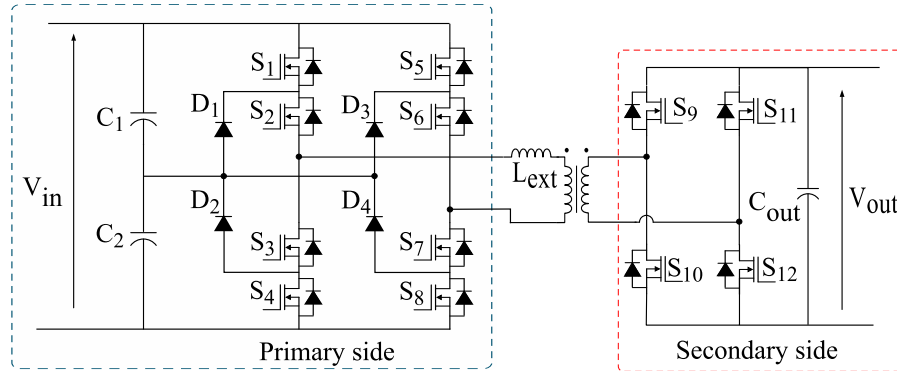 S1
S5
C1
D1
S2
D3
S6
S9
S11
Vin
Lext
C2
D2
D4
Cout
Vout
S3
S7
S10
S12
S4
S8
Primary side
Secondary side